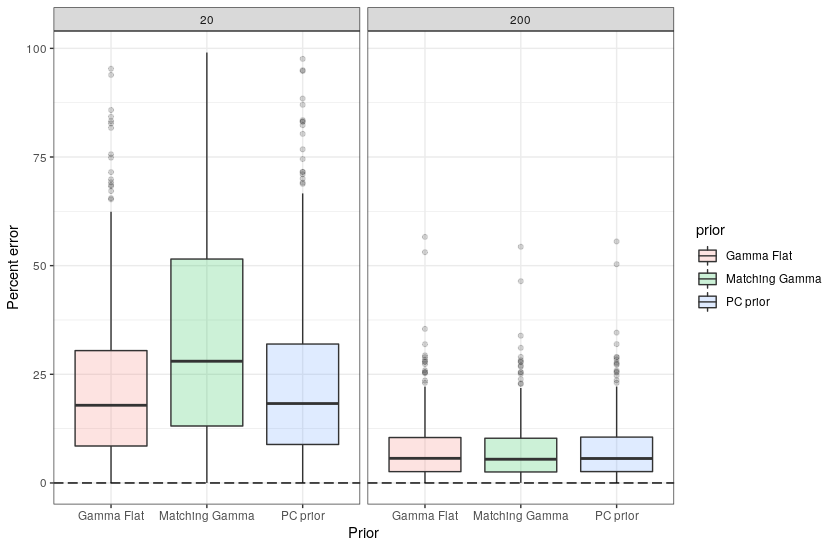 20
200
100
75
50
25
0
Percent error
Gamma Flat
Matching Gamma
PC prior
Gamma Flat
Matching Gamma
PC prior
Prior
prior
Gamma Flat
Matching Gamma
PC prior